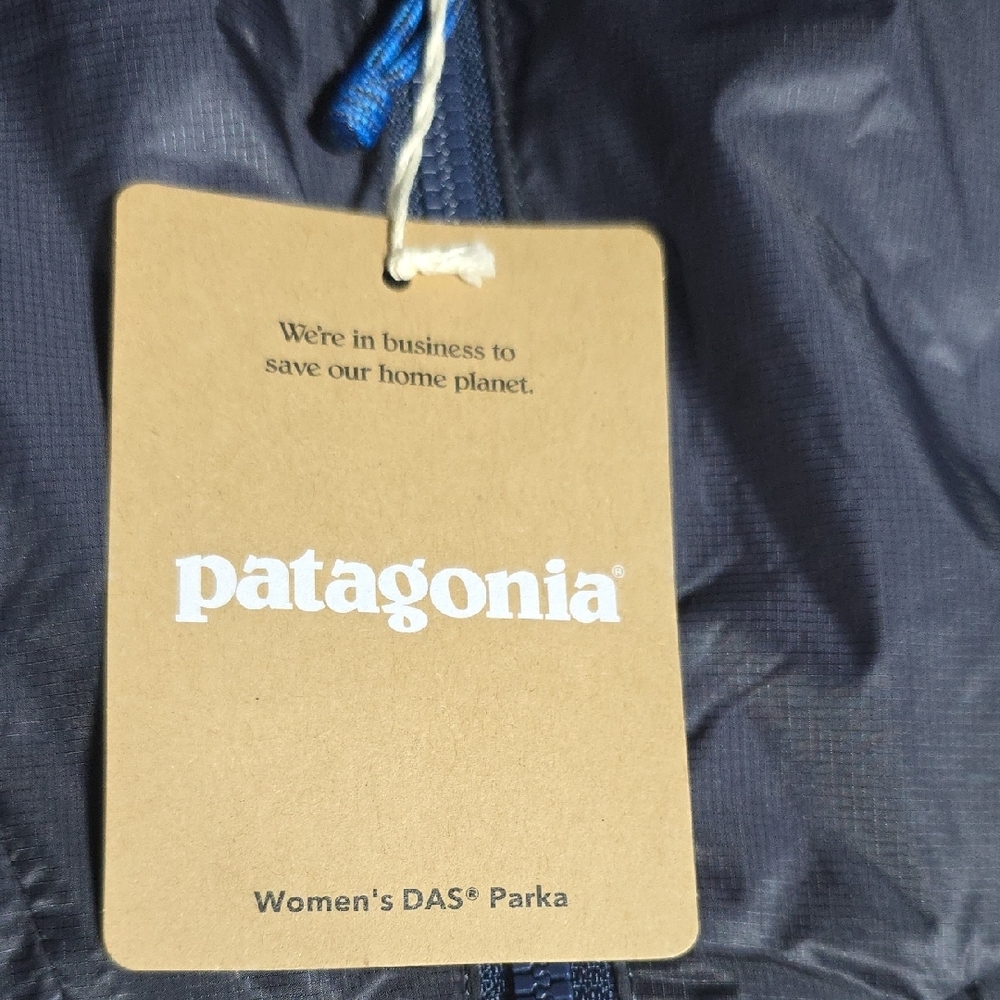 We're in business to
save our home planet.
patagonia®
Women's DAS® Parka